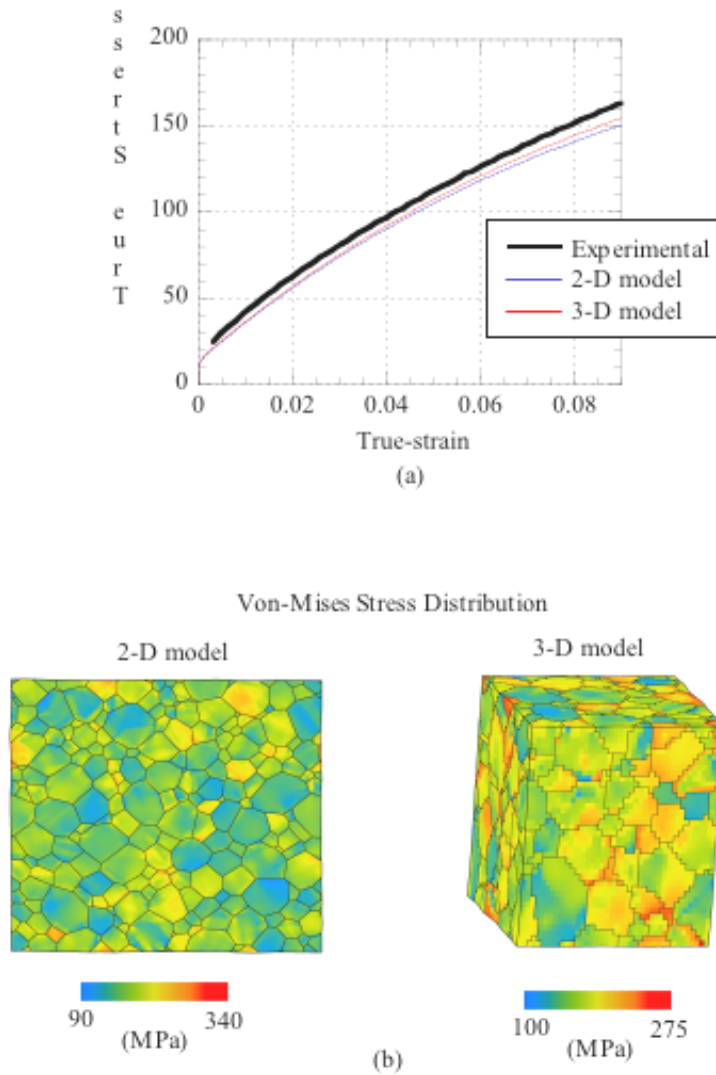 True Stress
200
150
100
50
0
0 0.02 0.04 0.06 0.08
Experimental
2-D model
3-D model
True-strain
(a)
Von-Mises Stress Distribution
2-D model 3-D model
90 340
(MPa)
100 275
(MPa)
(b)